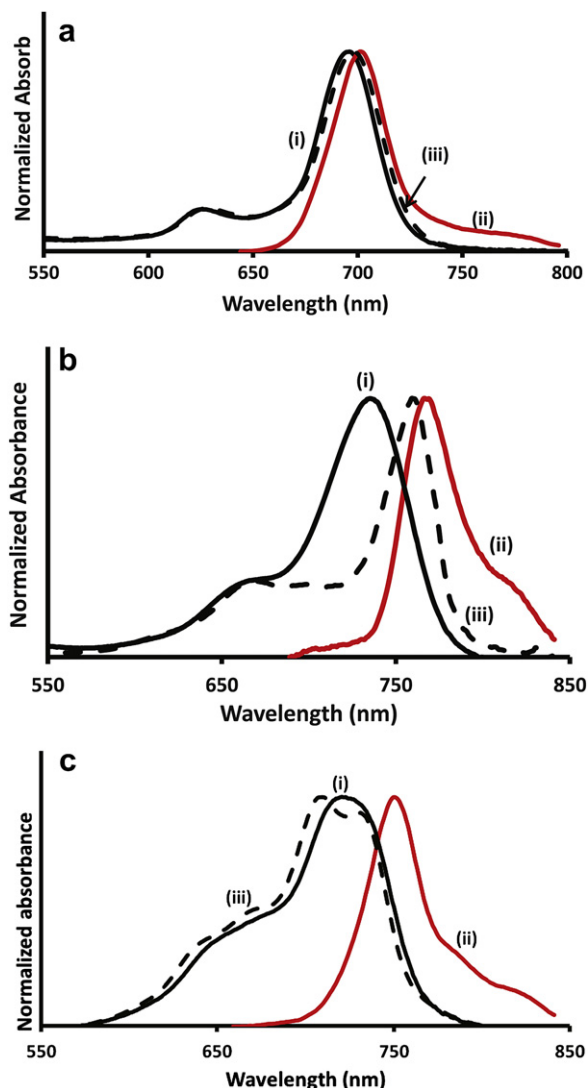 a
Normalized Absorb
(i)
(iii)
(ii)
550 600 650 700 750 800
Wavelength (nm)
b
Normalized Absorbance
(i)
(ii)
(iii)
550 650 750 850
Wavelength (nm)
c
Normalized absorbance
(i)
(iii)
(ii)
550 650 750 850
Wavelength (nm)